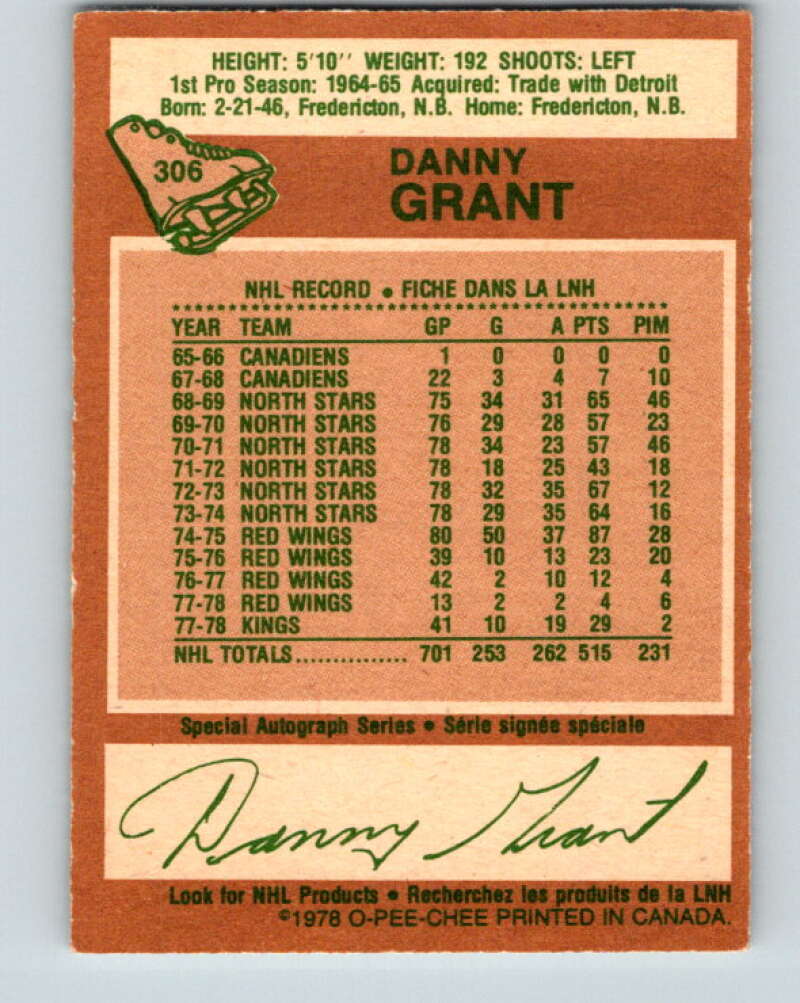 HEIGHT: 5'10'' WEIGHT: 192 SHOOTS: LEFT
1st Pro Season: 1964-65 Acquired: Trade with Detroit
Born: 2-21-46, Fredericton, N.B. Home: Fredericton, N.B.
306
DANNY
GRANT
NHL RECORD • FICHE DANS LA LNH
YEAR TEAM GP G A PTS PIM
65-66 CANADIENS 1 0 0 0 0
67-68 CANADIENS 22 3 4 7 10
68-69 NORTH STARS 75 34 31 65 46
69-70 NORTH STARS 76 29 28 57 23
70-71 NORTH STARS 78 34 23 57 46
71-72 NORTH STARS 78 18 25 43 18
72-73 NORTH STARS 78 32 35 67 12
73-74 NORTH STARS 78 29 35 64 16
74-75 RED WINGS 80 50 37 87 28
75-76 RED WINGS 39 10 13 23 20
76-77 RED WINGS 42 2 10 12 4
77-78 RED WINGS 13 2 2 4 6
77-78 KINGS 41 10 19 29 2
NHL TOTALS............... 701 253 262 515 231
Special Autograph Series • Série signée spéciale
Danny Grant
Look for NHL Products • Recherchez les produits de la LNH
©1978 O-PEE-CHEE PRINTED IN CANADA.